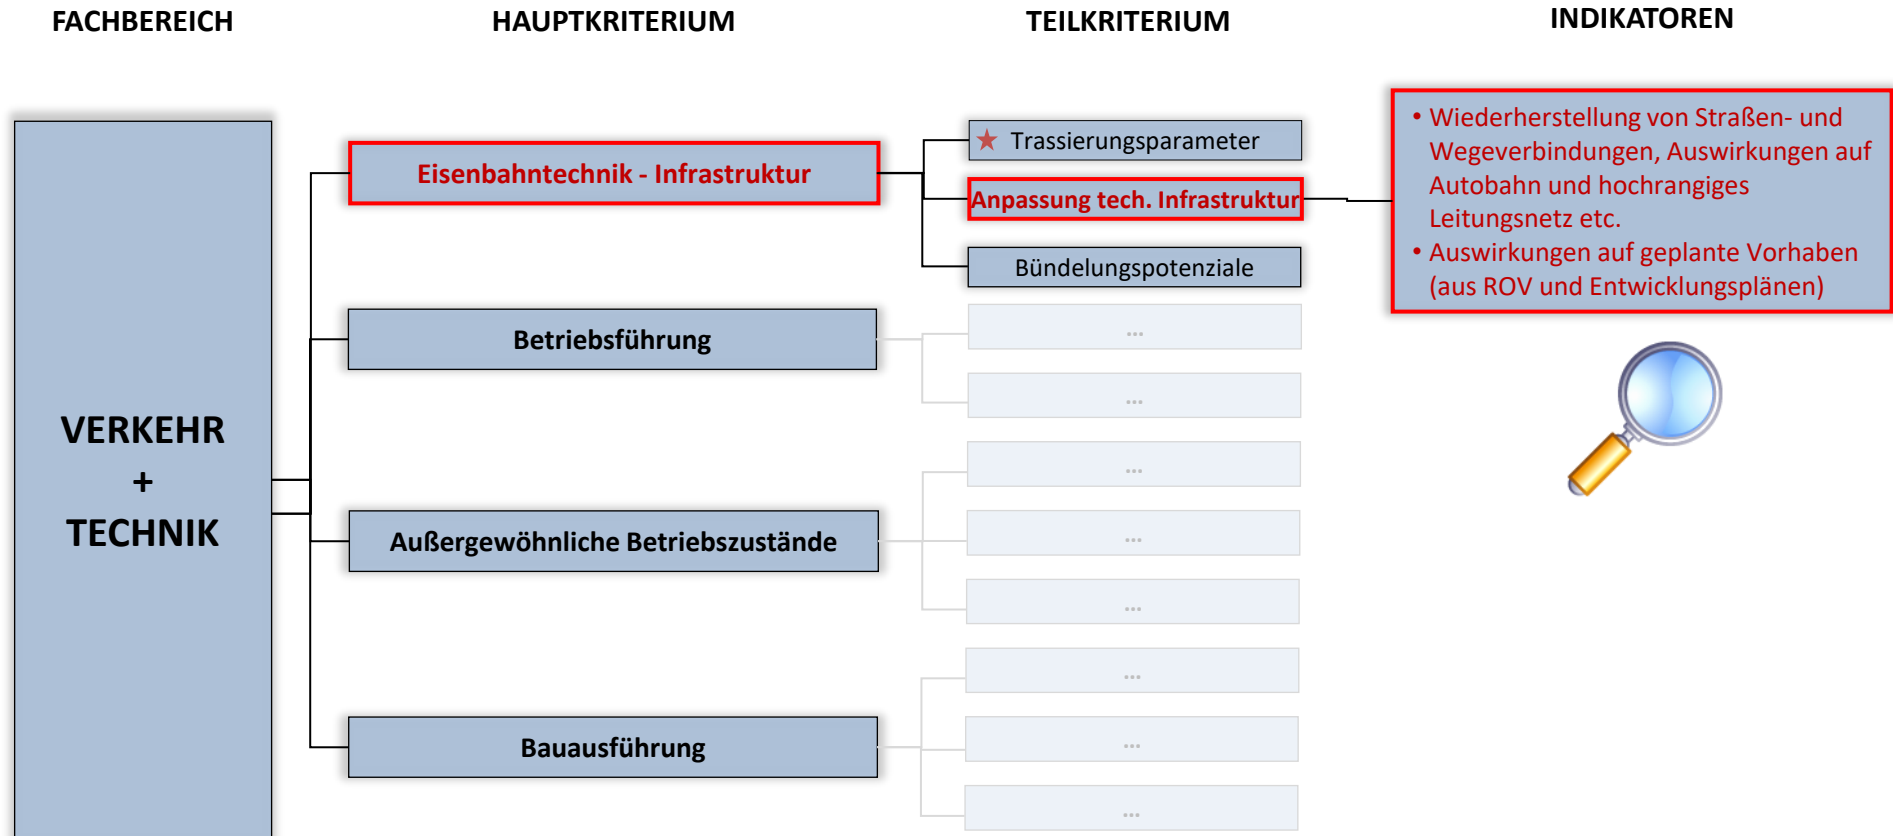 FACHBEREICH
HAUPTKRITERIUM
TEILKRITERIUM
INDIKATOREN
VERKEHR
+
TECHNIK
Eisenbahntechnik - Infrastruktur
Trassierungsparameter
Anpassung tech. Infrastruktur
Bündelungspotenziale
• Wiederherstellung von Straßen- und
Wegeverbindungen, Auswirkungen auf
Autobahn und hochrangiges
Leitungsnetz etc.
• Auswirkungen auf geplante Vorhaben
(aus ROV und Entwicklungsplänen)
Betriebsführung
...
...
Außergewöhnliche Betriebszustände
...
...
...
Bauausführung
...
...
...